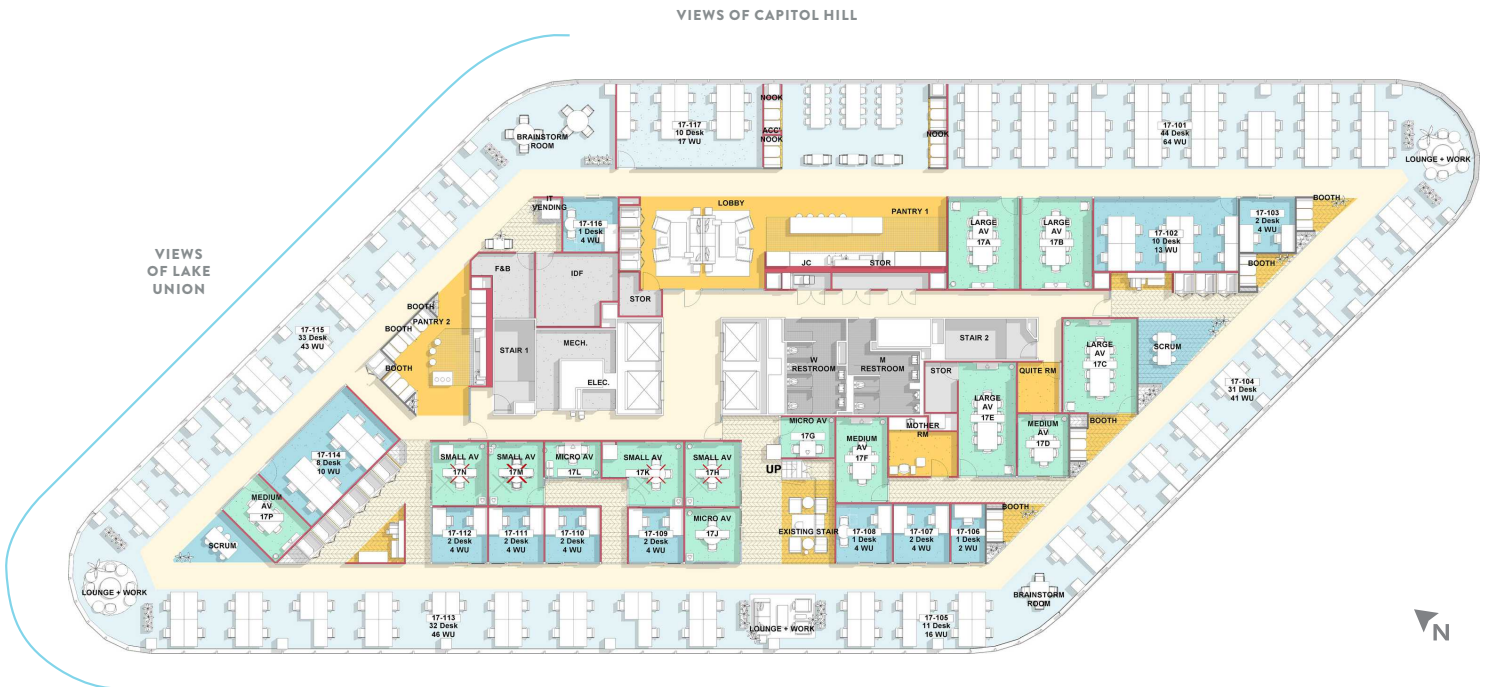 VIEWS OF CAPITOL HILL
VIEWS
OF LAKE
UNION
BRAINSTORM
ROOM
17-117
10 Desk
17 WU
NOOK
ACC'
NOOK
NOOK
17-101
44 Desk
64 WU
LOUNGE + WORK
IT
VENDING
17-116
1 Desk
4 WU
LOBBY
PANTRY 1
LARGE
AV
17A
LARGE
AV
17B
17-102
10 Desk
13 WU
17-103
2 Desk
4 WU
BOOTH
BOOTH
F&B
IDF
STOR
JC
STOR
17-115
33 Desk
43 WU
BOOTH
PANTRY 2
BOOTH
BOOTH
STAIR 1
MECH.
ELEC.
W
RESTROOM
M
RESTROOM
STAIR 2
STOR
QUITE RM
LARGE
AV
17C
SCRUM
17-104
31 Desk
41 WU
LARGE
AV
17E
MOTHER
RM
MEDIUM
AV
17D
BOOTH
MICRO AV
17G
MEDIUM
AV
17F
17-114
8 Desk
10 WU
SMALL AV
17N
SMALL AV
17M
MICRO AV
17L
SMALL AV
17K
SMALL AV
17H
UP
MEDIUM
AV
17P
SCRUM
17-112
2 Desk
4 WU
17-111
2 Desk
4 WU
17-110
2 Desk
4 WU
17-109
2 Desk
4 WU
MICRO AV
17J
EXISTING STAIR
17-108
1 Desk
4 WU
17-107
2 Desk
4 WU
17-106
1 Desk
2 WU
BOOTH
LOUNGE + WORK
17-113
32 Desk
46 WU
LOUNGE + WORK
17-105
11 Desk
16 WU
BRAINSTORM
ROOM
N